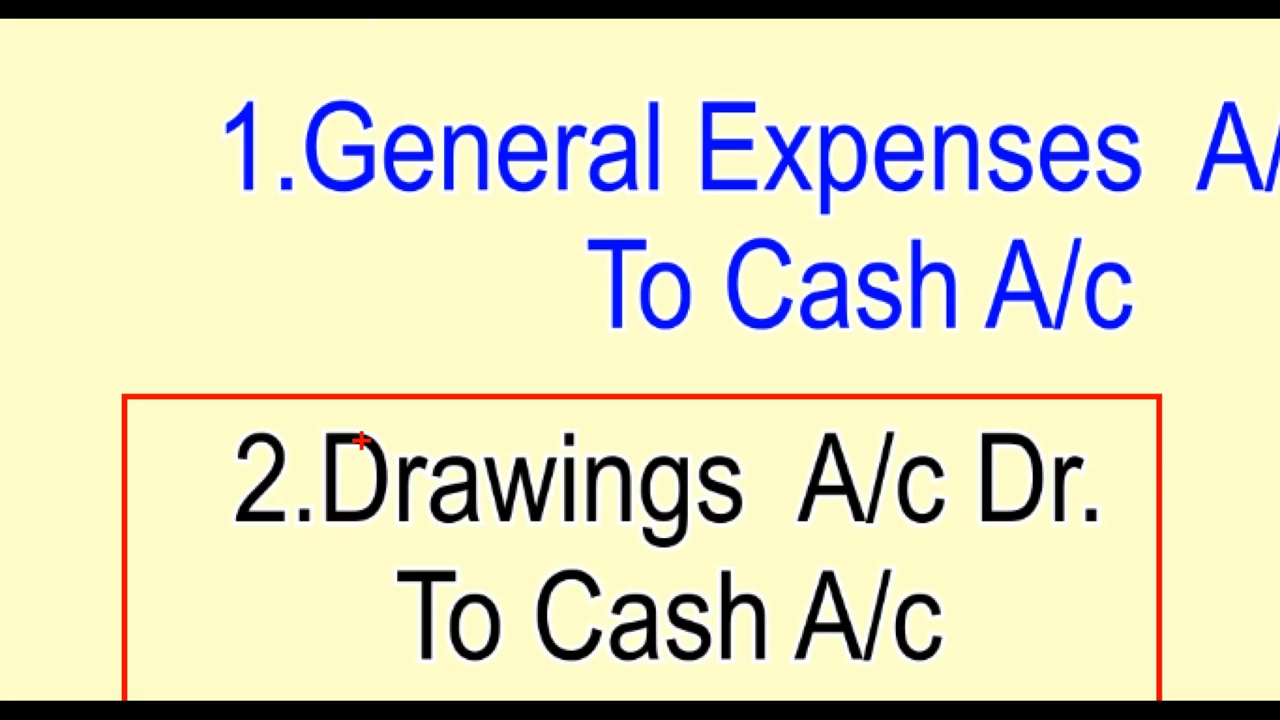 1.General Expenses A/
To Cash A/c
2.Drawings A/c Dr.
To Cash A/c